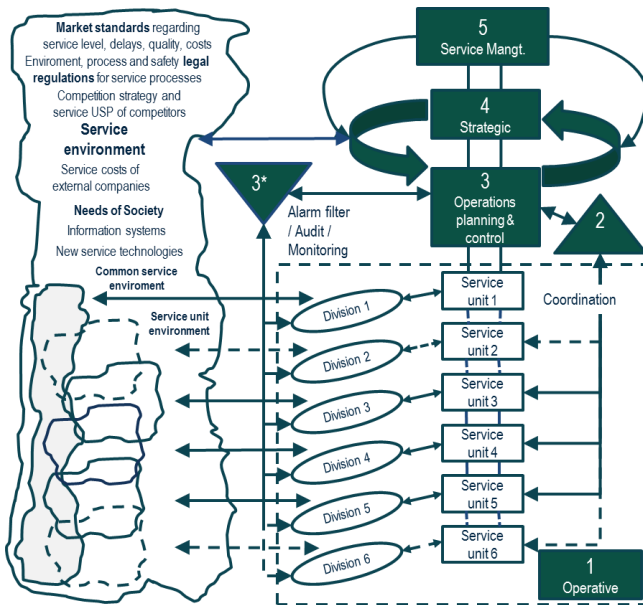 Market standards regarding
service level, delays, quality, costs
Enviroment, process and safety legal
regulations for service processes
Competition strategy and
service USP of competitors
Service
environment
Service costs of
external companies
Needs of Society
Information systems
New service technologies
Common service
enviroment
Service unit
environment
5
Service Mangt.
4
Strategic
3
Operations
planning &
control
3*
Alarm filter
/ Audit /
Monitoring
2
Coordination
Division 1
Service
unit 1
Division 2
Service
unit 2
Division 3
Service
unit 3
Division 4
Service
unit 4
Division 5
Service
unit 5
Division 6
Service
unit 6
1
Operative